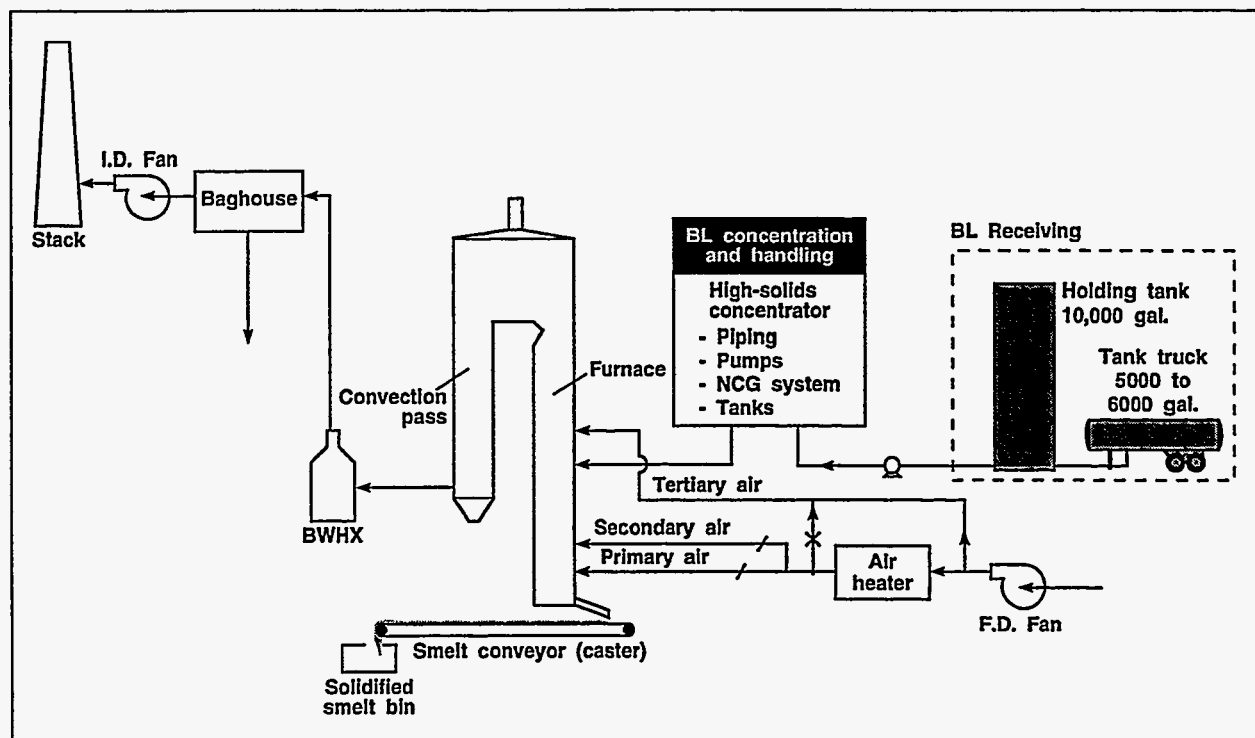 I.D. Fan
Baghouse
Stack
BL concentration
and handling
High-solids
concentrator
- Piping
- Pumps
- NCG system
- Tanks
BL Receiving
Holding tank
10,000 gal.
Tank truck
5000 to
6000 gal.
Convection
pass
Furnace
BWHX
Tertiary air
Secondary air
Primary air
Air
heater
F.D. Fan
Smelt conveyor (caster)
Solidified
smelt bin